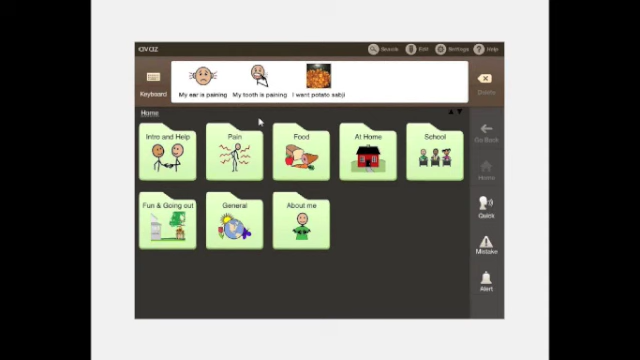 avaz
Search
Edit
Settings
Help
Keyboard
My ear is paining
My tooth is paining
I want potato sabji
Delete
Home
Intro and Help
Pain
Food
At Home
School
Go Back
Home
Fun & Going out
General
About me
Quick
Mistake
Alert